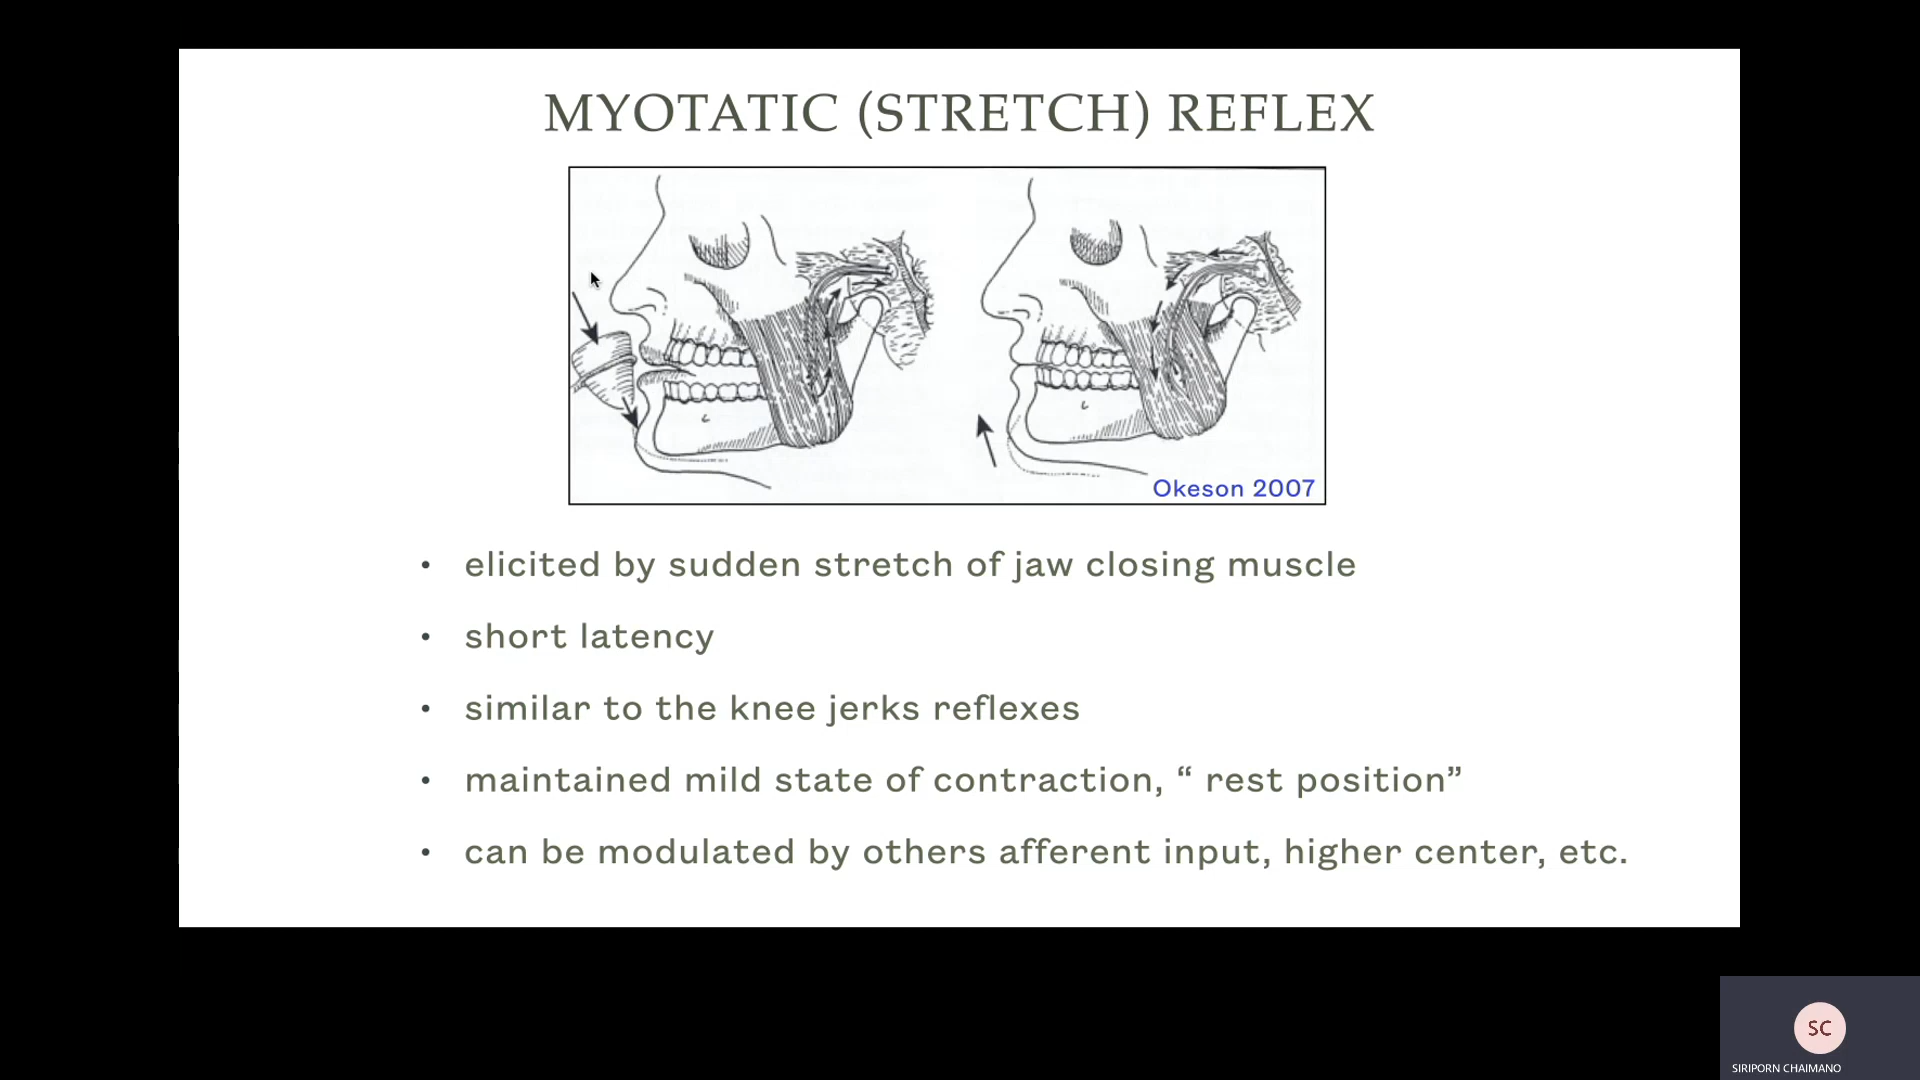 MYOTATIC (STRETCH) REFLEX
Okeson 2007
• elicited by sudden stretch of jaw closing muscle
• short latency
• similar to the knee jerks reflexes
• maintained mild state of contraction, “ rest position”
• can be modulated by others afferent input, higher center, etc.
SC
SIRIPORN CHAIMANO